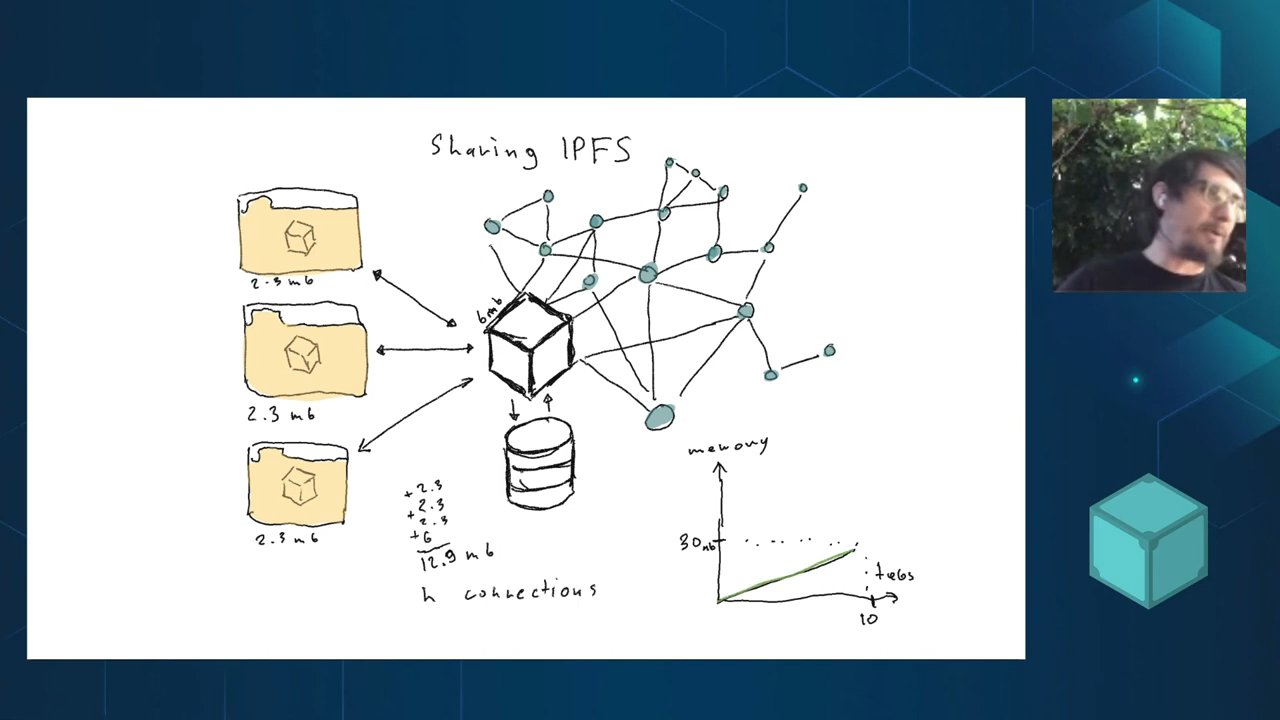 Sharing IPFS
2.3 mb
2.3 mb
2.3 mb
6mb
+2.3
2.3
+2.3
+6
12.9 mb
n connections
memory
30mb
tabs
10